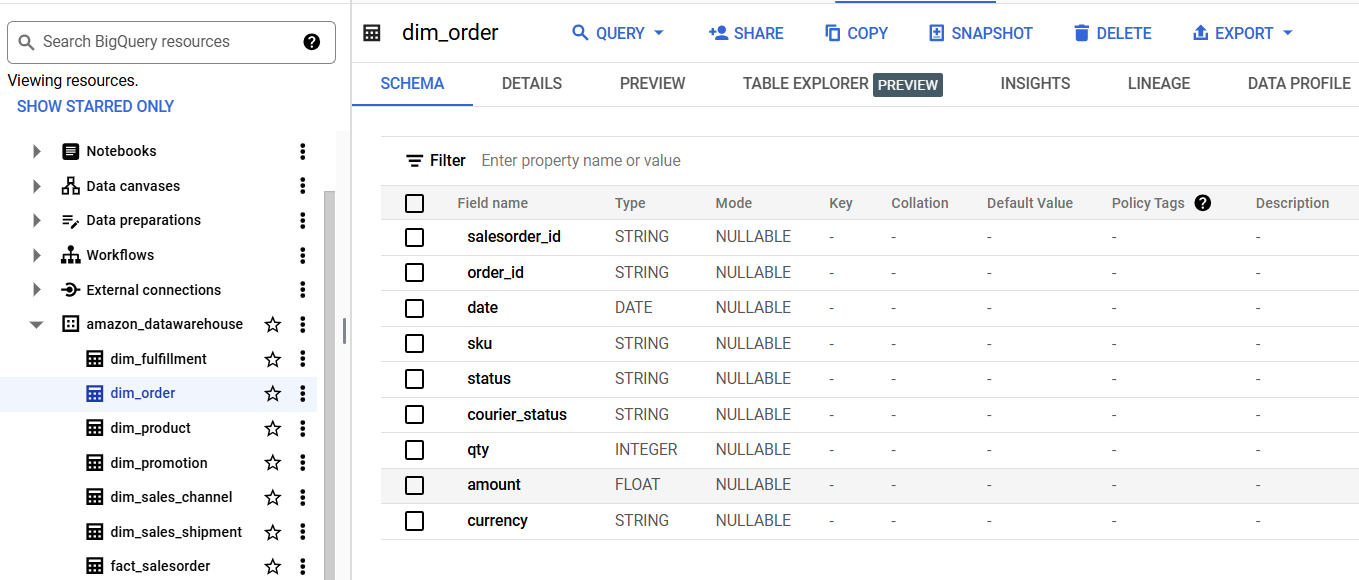 Search BigQuery resources ?
Viewing resources.
SHOW STARRED ONLY
Notebooks
Data canvases
Data preparations
Workflows
External connections
amazon_datawarehouse
dim_fulfillment
dim_order
dim_product
dim_promotion
dim_sales_channel
dim_sales_shipment
fact_salesorder
dim_order QUERY SHARE COPY SNAPSHOT DELETE EXPORT
SCHEMA DETAILS PREVIEW TABLE EXPLORER PREVIEW INSIGHTS LINEAGE DATA PROFILE
Filter Enter property name or value
Field name Type Mode Key Collation Default Value Policy Tags ? Description
salesorder_id STRING NULLABLE - - - - -
order_id STRING NULLABLE - - - - -
date DATE NULLABLE - - - - -
sku STRING NULLABLE - - - - -
status STRING NULLABLE - - - - -
courier_status STRING NULLABLE - - - - -
qty INTEGER NULLABLE - - - - -
amount FLOAT NULLABLE - - - - -
currency STRING NULLABLE - - - - -